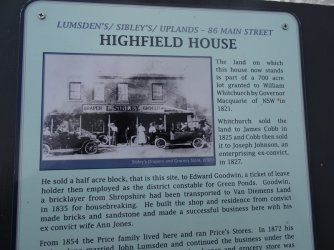 LUMSDEN'S/ SIBLEY'S/ UPLANDS - 86 MAIN STREET
HIGHFIELD HOUSE
The land on which
this house now stands
is part of a 700 acre
lot granted to William
Whitchurch by Governor
Macquarie of NSW in
1821.
DRAPER L. SIBLEY GROCER
Sibley's Drapery and Grocery Store,
Whitchurch sold the
land to James Cobb in
1825 and Cobb then sold
it to Joseph Johnson, an
enterprising ex-convict,
in 1827.
He sold a half acre block, that is this site, to Edward Goodwin, a ticket of leave
holder then employed as the district constable for Green Ponds. Goodwin,
a bricklayer from Shropshire had been transported to Van Diemens Land
in 1835 for housebreaking. He built the shop and residence from convict
made bricks and sandstone and made a successful business here with his
ex convict wife Ann Jones.
From 1854 the Price family lived here and ran Price's Stores. In 1872 his
married John Lumsden and continued the business under the
grocery store was